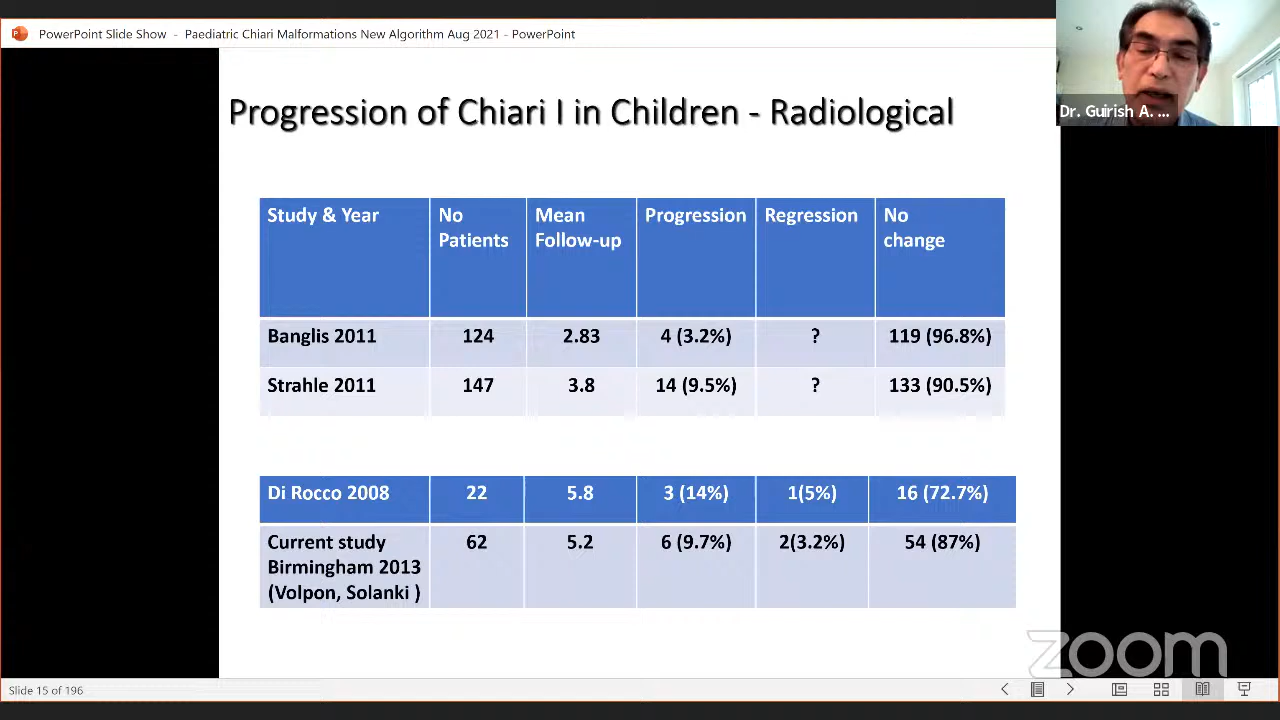 PowerPoint Slide Show - Paediatric Chiari Malformations New Algorithm Aug 2021 - PowerPoint
Dr. Guirish A. ...
Progression of Chiari I in Children - Radiological
Study & Year No Patients Mean Follow-up Progression Regression No change
Banglis 2011 124 2.83 4 (3.2%) ? 119 (96.8%)
Strahle 2011 147 3.8 14 (9.5%) ? 133 (90.5%)
Di Rocco 2008 22 5.8 3 (14%) 1(5%) 16 (72.7%)
Current study 62 5.2 6 (9.7%) 2(3.2%) 54 (87%)
Birmingham 2013
(Volpon, Solanki )
zoom
Slide 15 of 196